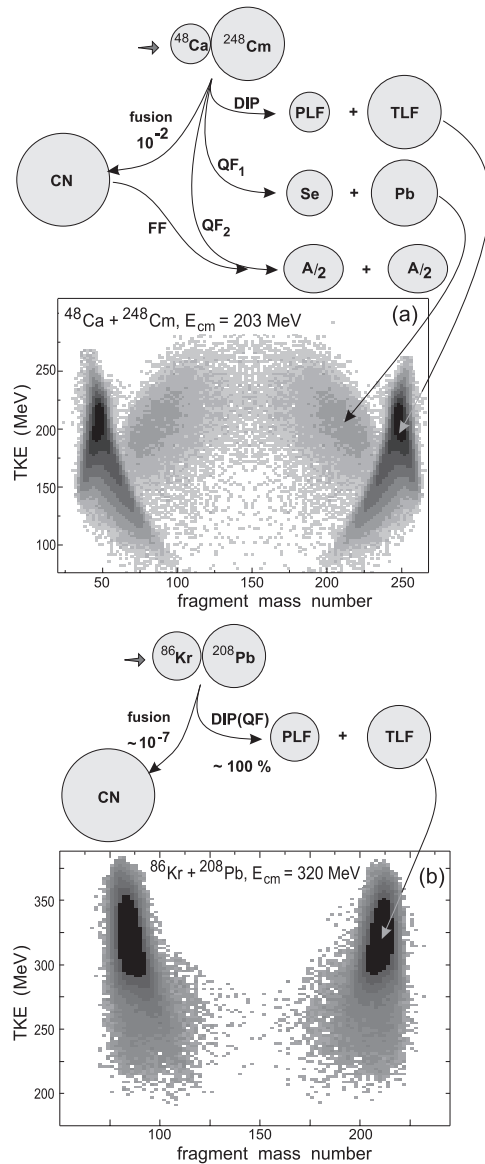 ⁴⁸Ca ²⁴⁸Cm
DIP PLF + TLF
fusion
10⁻²
CN
QF₁ Se + Pb
FF QF₂
A/2 + A/2
⁴⁸Ca + ²⁴⁸Cm, E_cm = 203 MeV (a)
TKE (MeV)
300
250
200
150
100
50 100 150 200 250
fragment mass number
⁸⁶Kr ²⁰⁸Pb
fusion DIP(QF) PLF + TLF
~10⁻⁷ ~ 100 %
CN
⁸⁶Kr + ²⁰⁸Pb, E_cm = 320 MeV (b)
TKE (MeV)
350
300
250
200
100 150 200
fragment mass number